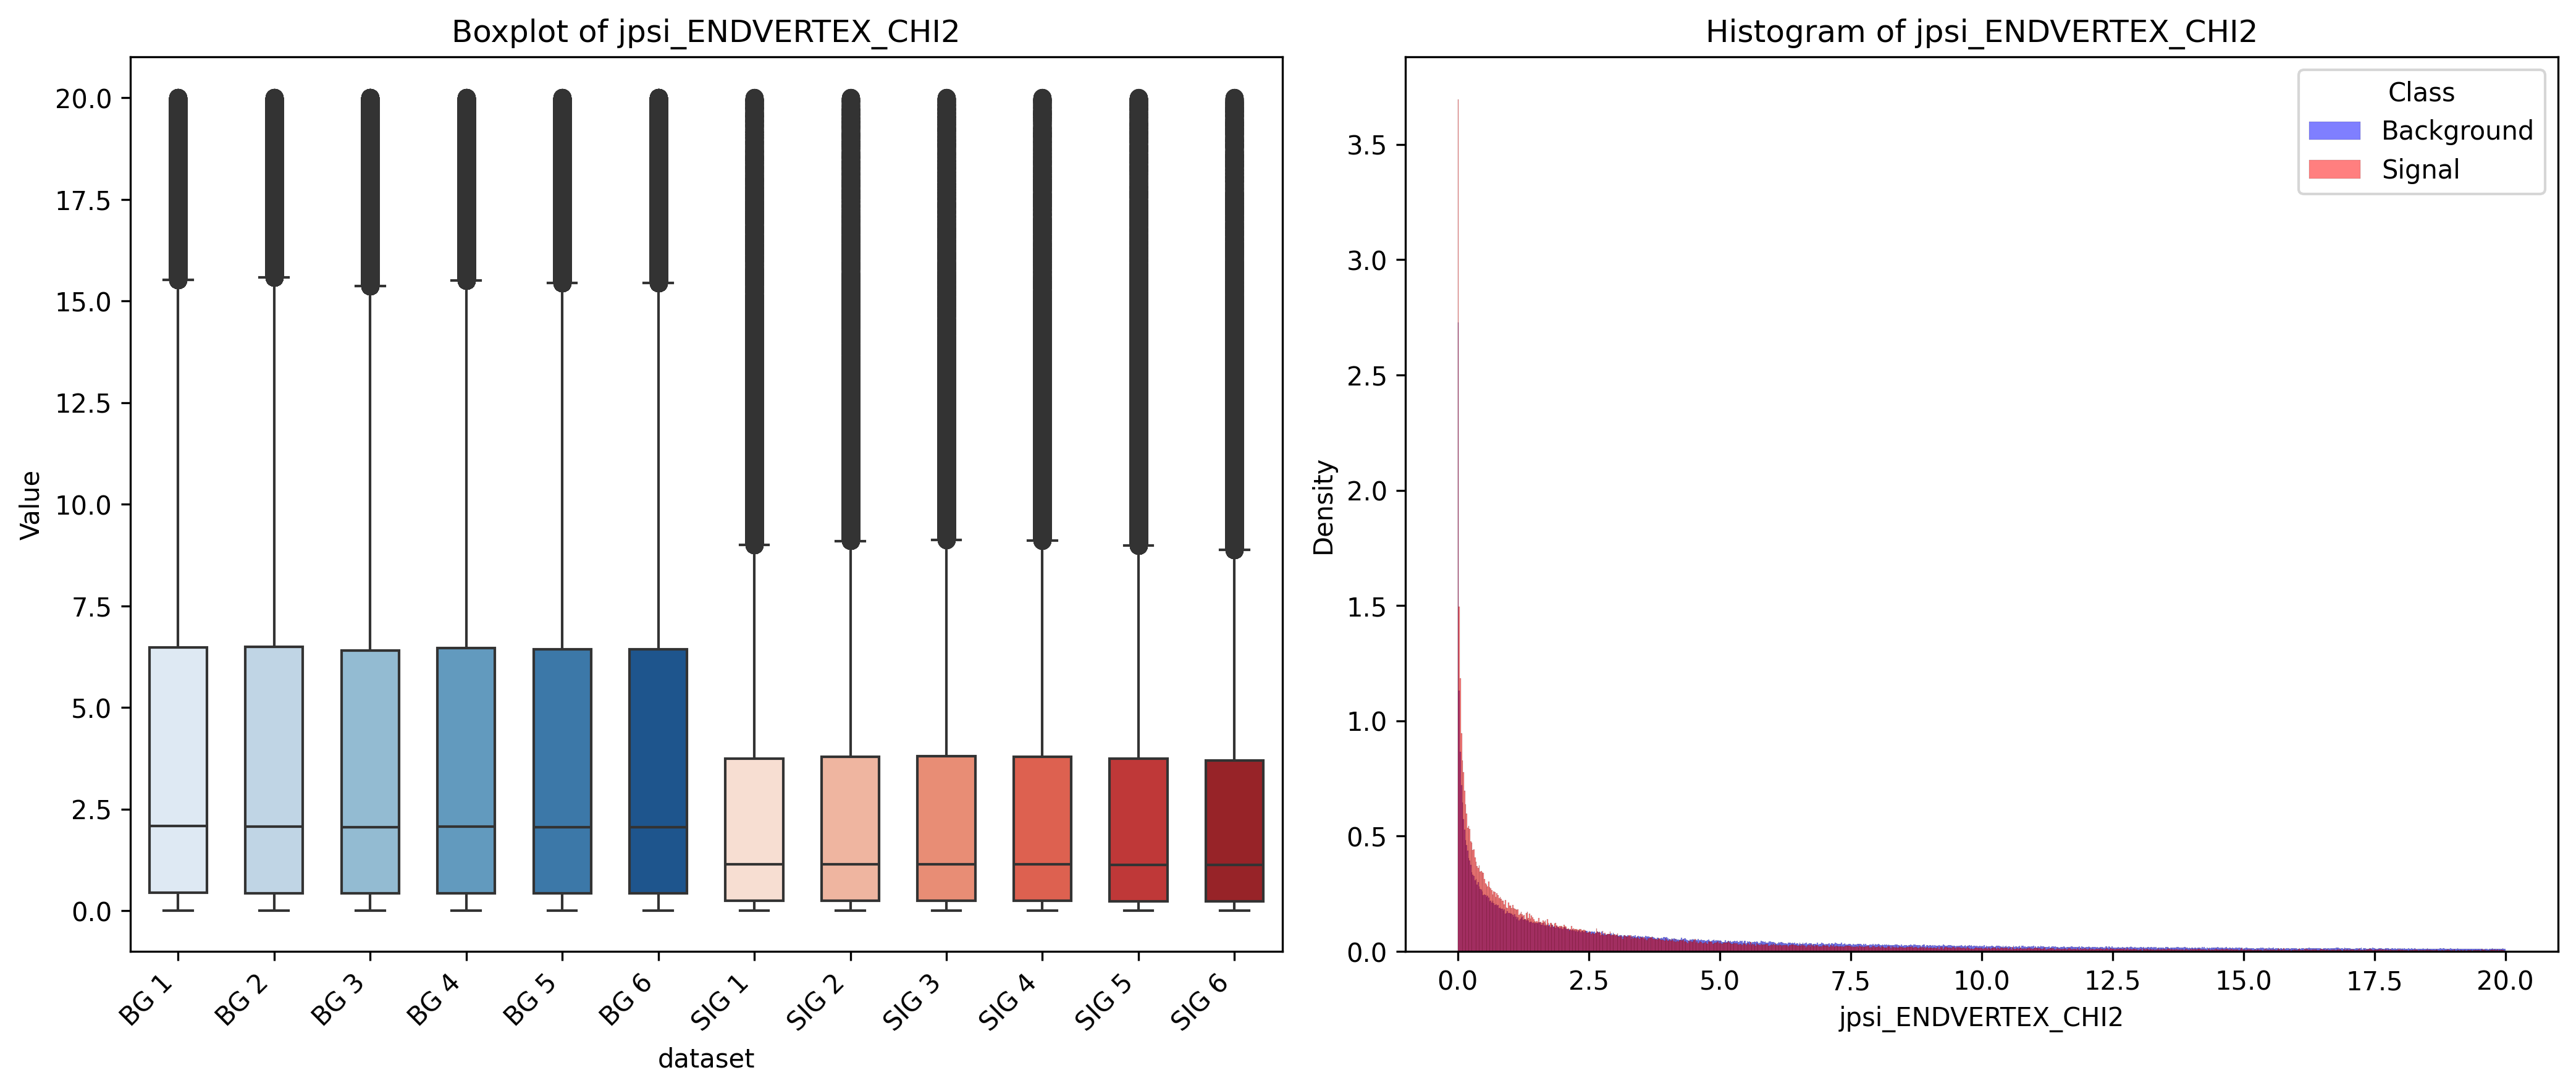 Boxplot of jpsi_ENDVERTEX_CHI2
20.0
17.5
15.0
12.5
10.0
7.5
5.0
2.5
0.0
Value
BG 1
BG 2
BG 3
BG 4
BG 5
BG 6
SIG 1
SIG 2
SIG 3
SIG 4
SIG 5
SIG 6
dataset
Histogram of jpsi_ENDVERTEX_CHI2
Class
Background
Signal
3.5
3.0
2.5
2.0
1.5
1.0
0.5
0.0
Density
0.0 2.5 5.0 7.5 10.0 12.5 15.0 17.5 20.0
jpsi_ENDVERTEX_CHI2